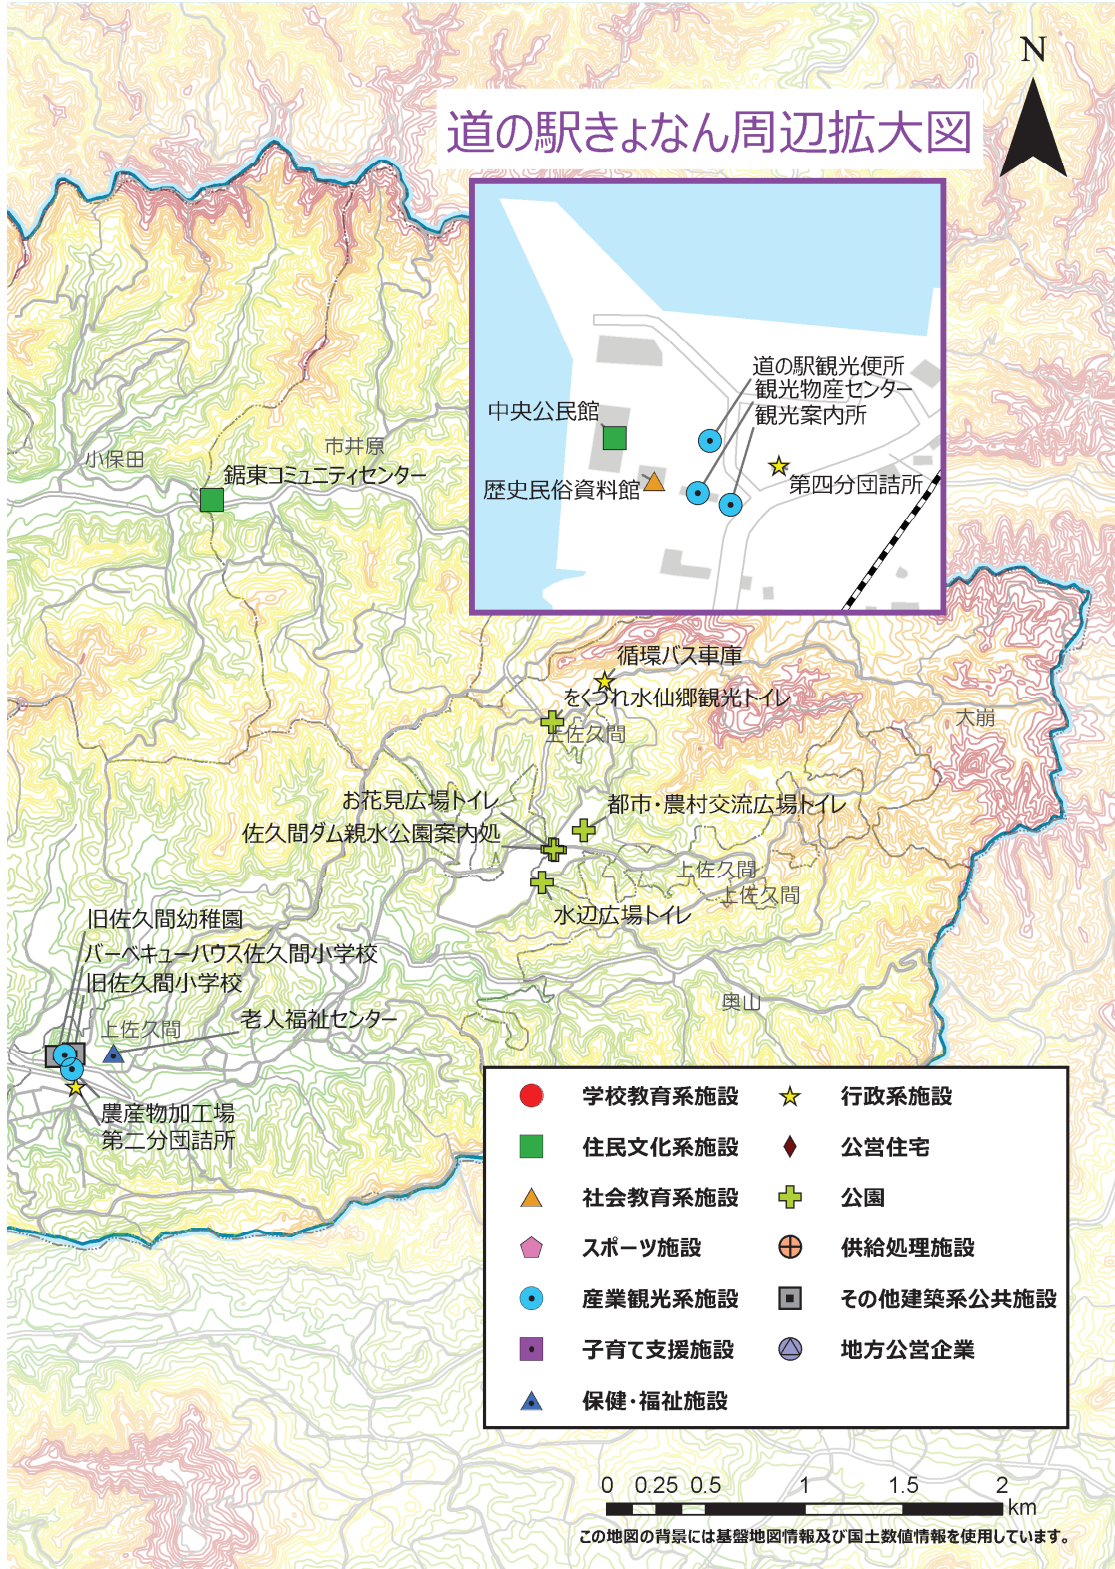 N
道の駅きょなん周辺拡大図
道の駅観光便所
観光物産センター
観光案内所
中央公民館
歴史民俗資料館
第四分団詰所
市井原
小保田
鋸東コミュニティセンター
循環バス車庫
をくづれ水仙郷観光トイレ
上佐久間
大崩
お花見広場トイレ
都市・農村交流広場トイレ
佐久間ダム親水公園案内処
上佐久間
上佐久間
水辺広場トイレ
旧佐久間幼稚園
バーベキューハウス佐久間小学校
旧佐久間小学校
奥山
老人福祉センター
上佐久間
農産物加工場
第二分団詰所
学校教育系施設
行政系施設
住民文化系施設
公営住宅
社会教育系施設
公園
スポーツ施設
供給処理施設
産業観光系施設
その他建築系公共施設
子育て支援施設
地方公営企業
保健・福祉施設
0 0.25 0.5 1 1.5 2
km
この地図の背景には基盤地図情報及び国土数値情報を使用しています。